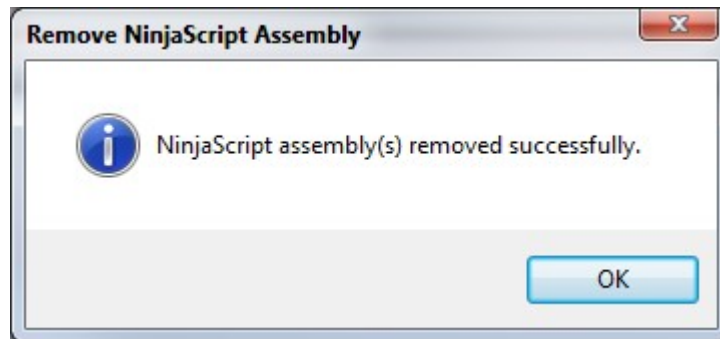 Remove NinjaScript Assembly
NinjaScript assembly(s) removed successfully.
OK